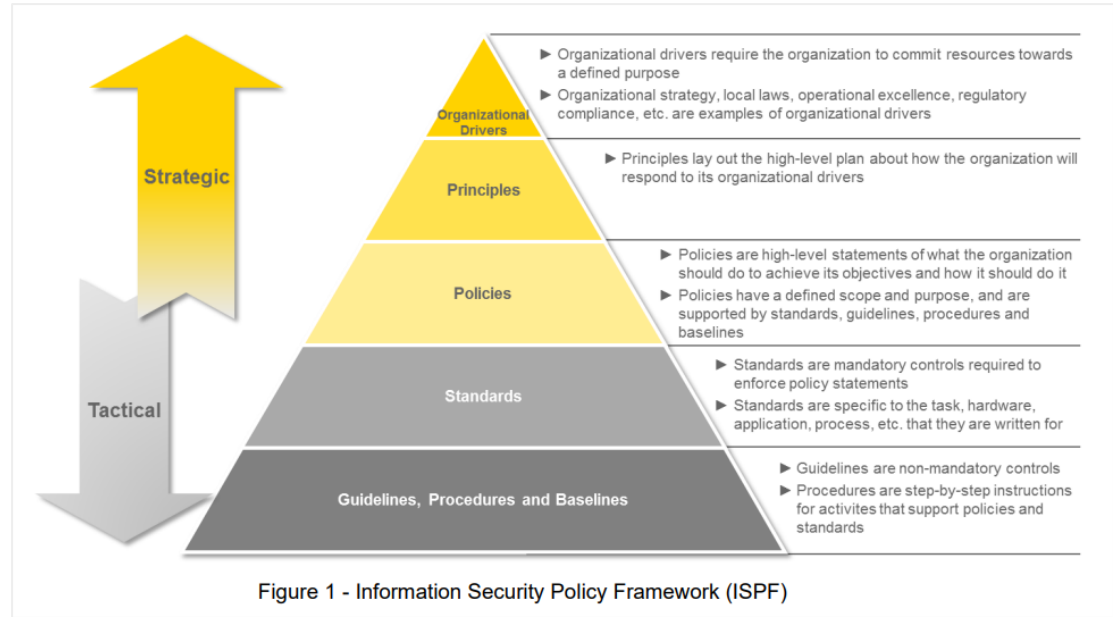 ► Organizational drivers require the organization to commit resources towards
a defined purpose
► Organizational strategy, local laws, operational excellence, regulatory
compliance, etc. are examples of organizational drivers
Organizational
Drivers
Strategic
► Principles lay out the high-level plan about how the organization will
respond to its organizational drivers
Principles
► Policies are high-level statements of what the organization
should do to achieve its objectives and how it should do it
► Policies have a defined scope and purpose, and are
supported by standards, guidelines, procedures and
baselines
Policies
► Standards are mandatory controls required to
enforce policy statements
► Standards are specific to the task, hardware,
application, process, etc. that they are written for
Standards
Tactical
► Guidelines are non-mandatory controls
► Procedures are step-by-step instructions
for activites that support policies and
standards
Guidelines, Procedures and Baselines
Figure 1 - Information Security Policy Framework (ISPF)